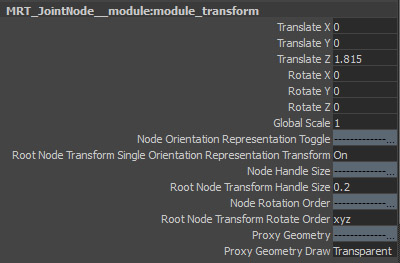 MRT_JointNode__module:module_transform
Translate X 0
Translate Y 0
Translate Z 1.815
Rotate X 0
Rotate Y 0
Rotate Z 0
Global Scale 1
Node Orientation Representation Toggle -------------...
Root Node Transform Single Orientation Representation Transform On
Node Handle Size -------------...
Root Node Transform Handle Size 0.2
Node Rotation Order -------------...
Root Node Transform Rotate Order xyz
Proxy Geometry -------------...
Proxy Geometry Draw Transparent